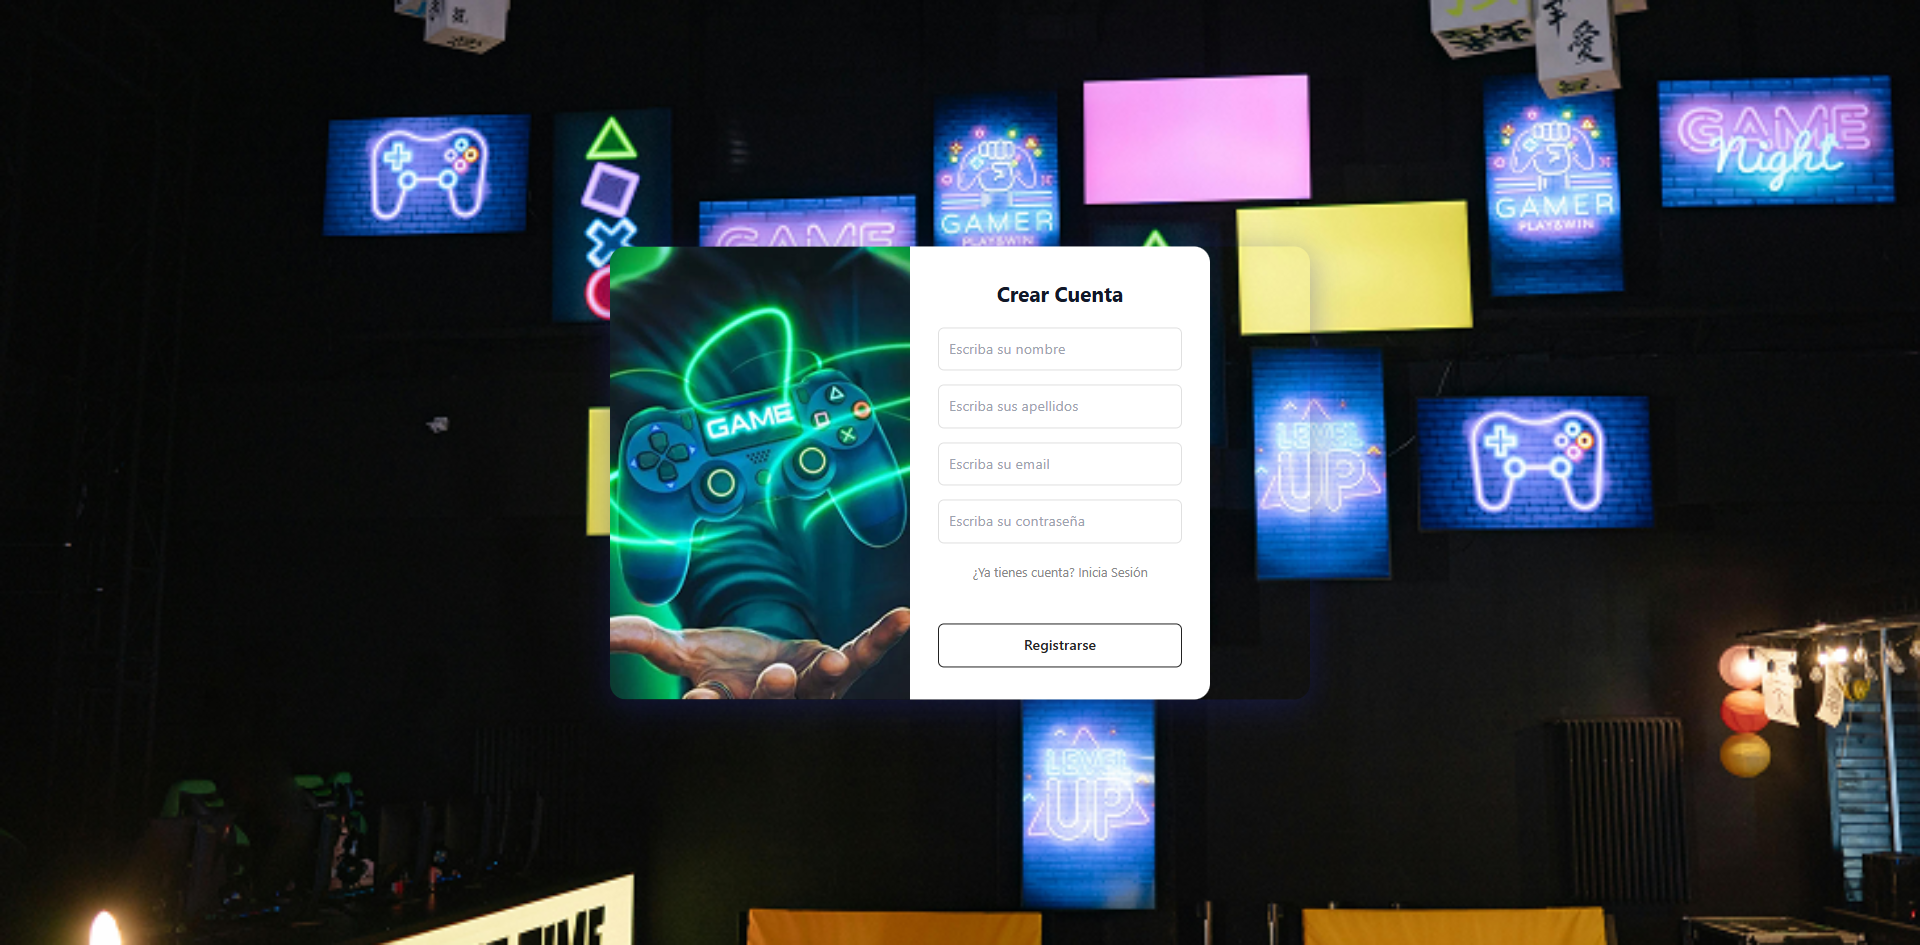 愛
GAME
Night
GAMER
PLAY&WIN
GAMER
PLAY&WIN
GAME
Crear Cuenta
Escriba su nombre
Escriba sus apellidos
GAME
LEVEL
UP
Escriba su email
Escriba su contraseña
¿Ya tienes cuenta? Inicia Sesión
Registrarse
LEVEL
UP